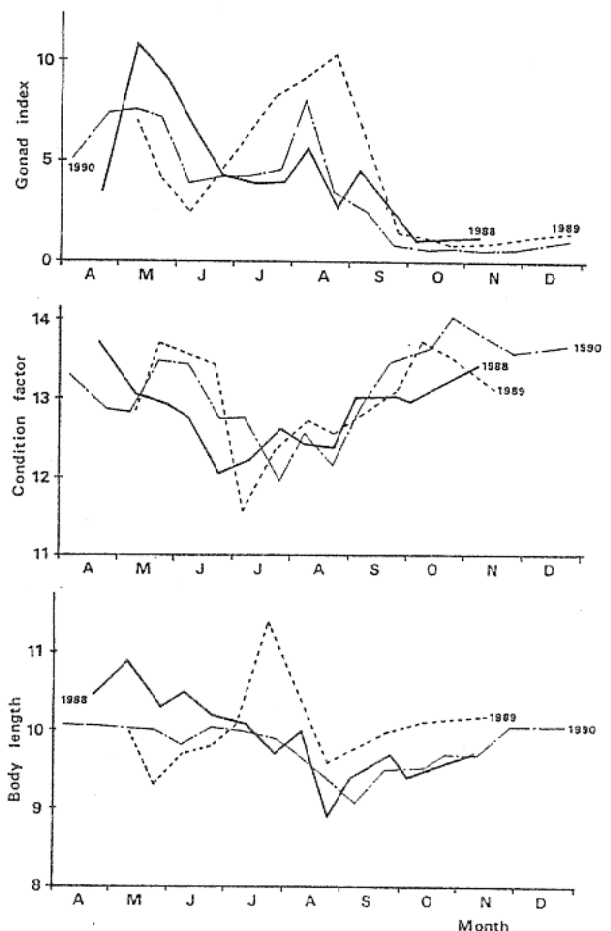 Gonad index
10
5
0
1990
1988
1989
A M J J A S O N D
Condition factor
14
13
12
11
1990
1988
1989
A M J J A S O N D
Body length
11
10
9
8
1988
1989
1990
A M J J A S O N D
Month